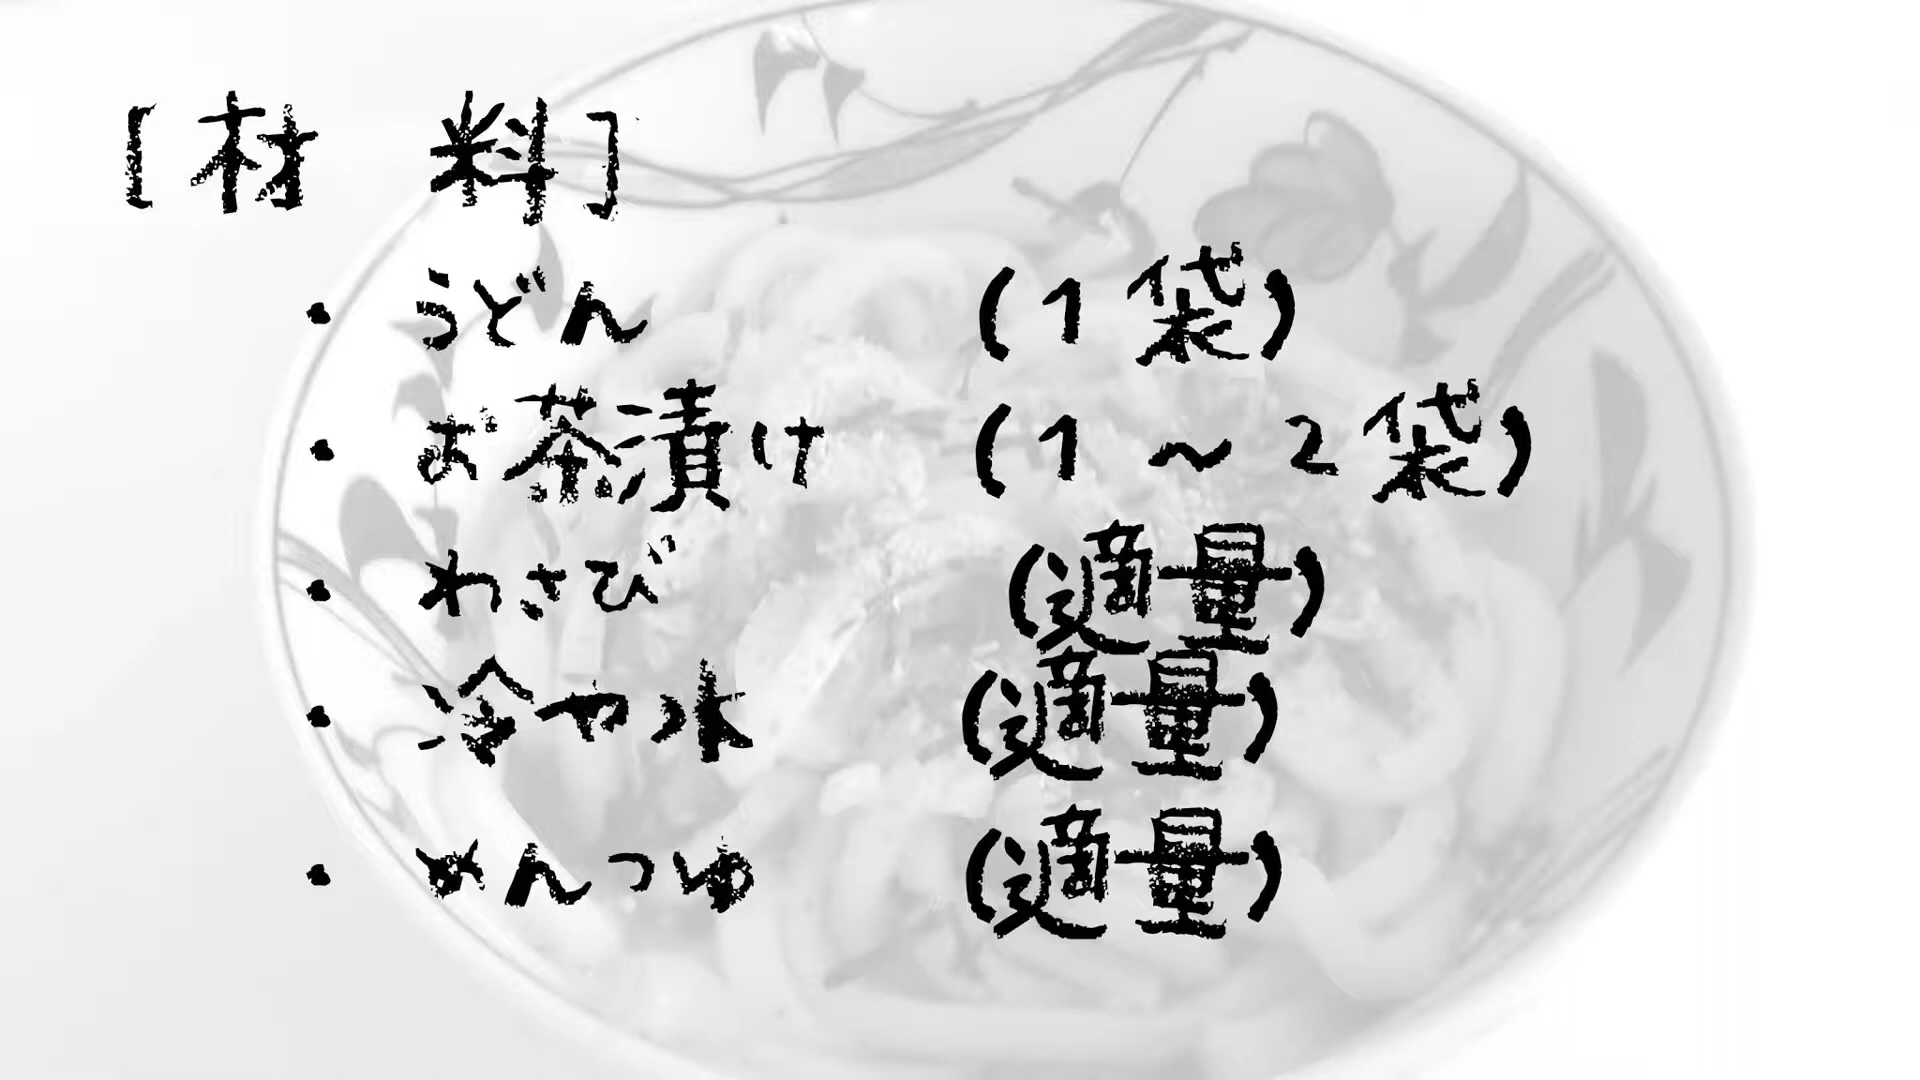 [材 料]
・ うどん (1袋)
・ お茶漬け (1～2袋)
・ わさび (適量)
・ 冷や水 (適量)
・ めんつゆ (適量)